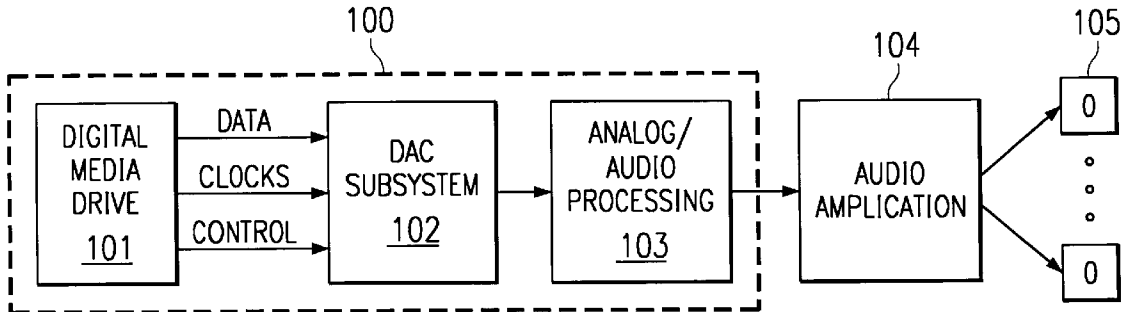 100
104
105
DIGITAL
MEDIA
DRIVE
101
DATA
CLOCKS
CONTROL
DAC
SUBSYSTEM
102
ANALOG/
AUDIO
PROCESSING
103
AUDIO
AMPLICATION
0
0